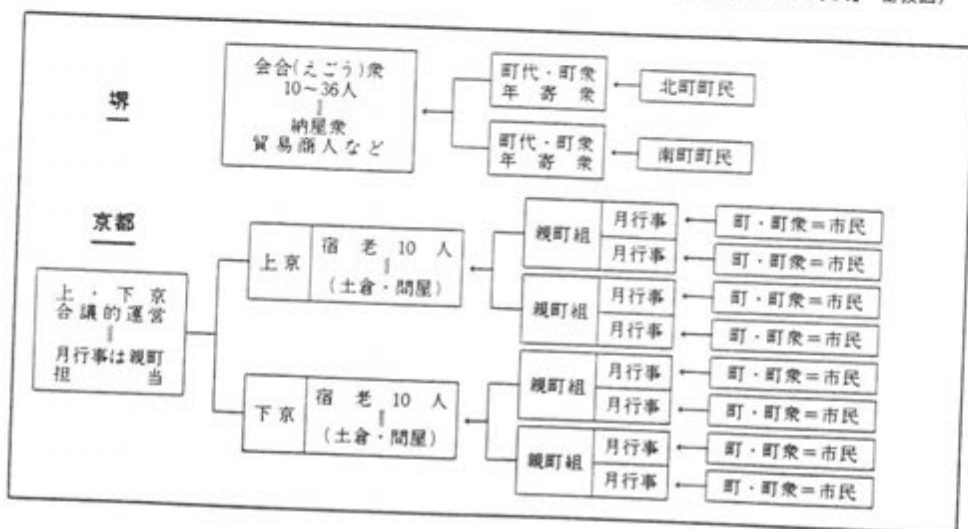 堺
会合(えごう)衆
10~36人
‖
納屋衆
貿易商人など
町代・町衆
年寄衆
北町町民
町代・町衆
年寄衆
南町町民
京都
上・下京
合議的運営
‖
月行事は親町
担当
上京
宿老10人
‖
(土倉・問屋)
親町組
月行事
町・町衆=市民
月行事
町・町衆=市民
親町組
月行事
町・町衆=市民
月行事
町・町衆=市民
下京
宿老10人
‖
(土倉・問屋)
親町組
月行事
町・町衆=市民
月行事
町・町衆=市民
親町組
月行事
町・町衆=市民
月行事
町・町衆=市民